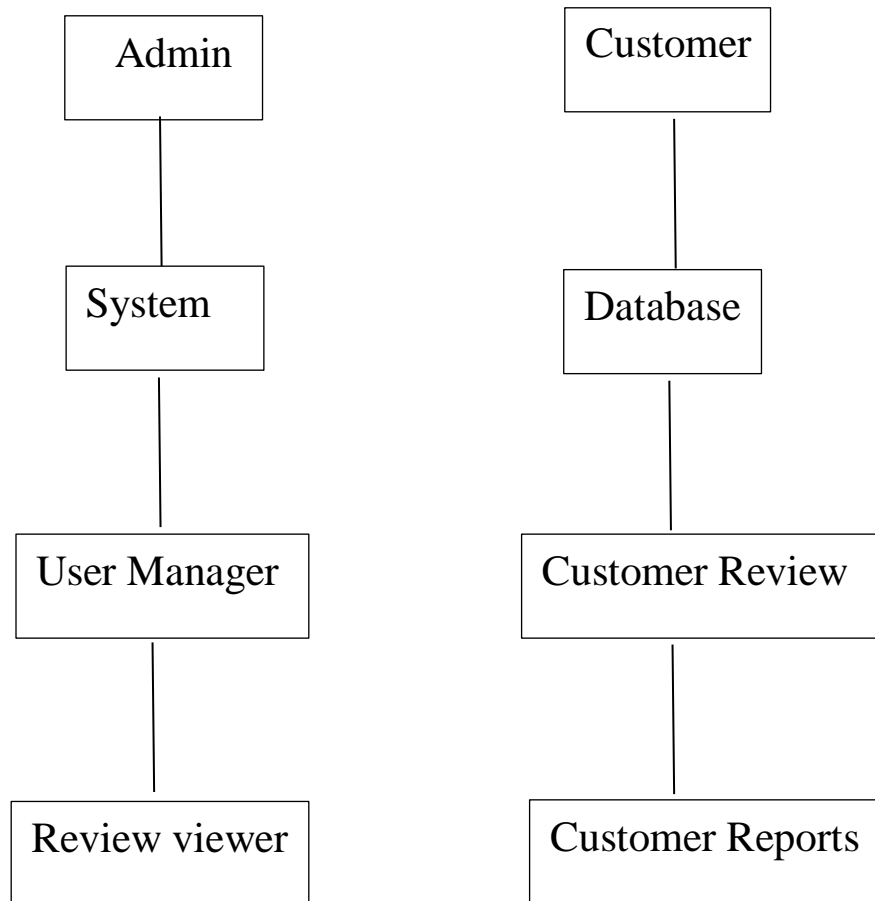 Admin
Customer
System
Database
User Manager
Customer Review
Review viewer
Customer Reports